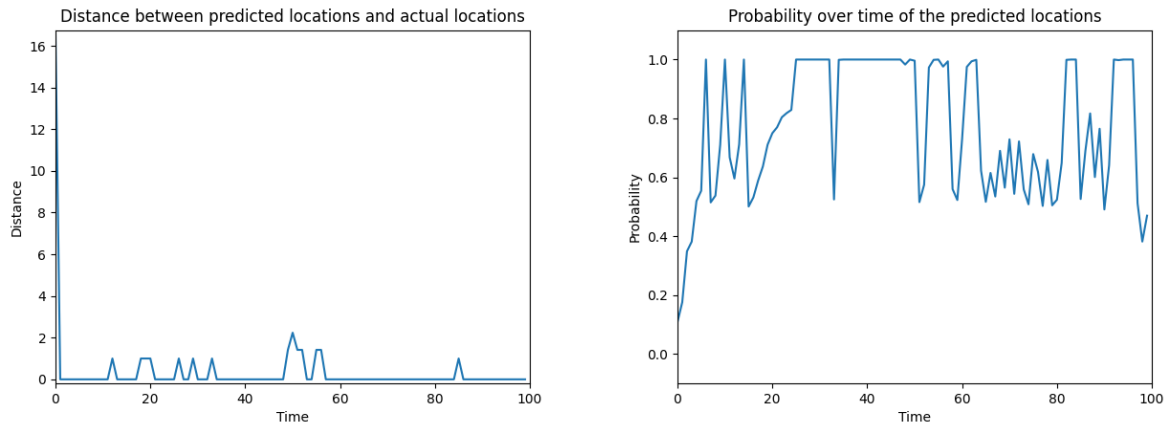 Distance between predicted locations and actual locations
16
14
12
10
8
6
4
2
0
Distance
0 20 40 60 80 100
Time
Probability over time of the predicted locations
1.0
0.8
0.6
0.4
0.2
0.0
Probability
0 20 40 60 80 100
Time